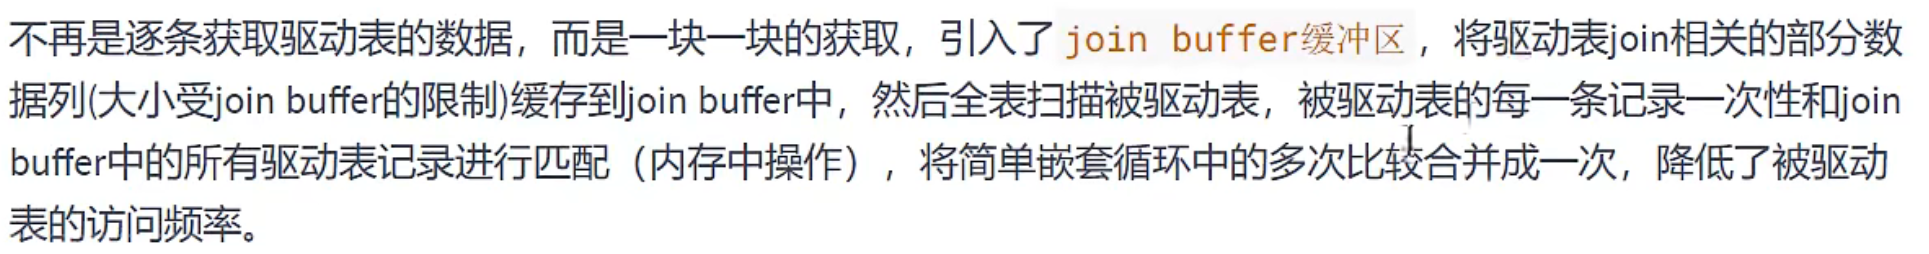 不再是逐条获取驱动表的数据，而是一块一块的获取，引入了 join buffer缓冲区 ，将驱动表join相关的部分数
据列(大小受join buffer的限制)缓存到join buffer中，然后全表扫描被驱动表，被驱动表的每一条记录一次性和join
buffer中的所有驱动表记录进行匹配（内存中操作），将简单嵌套循环中的多次比较合并成一次，降低了被驱动
表的访问频率。